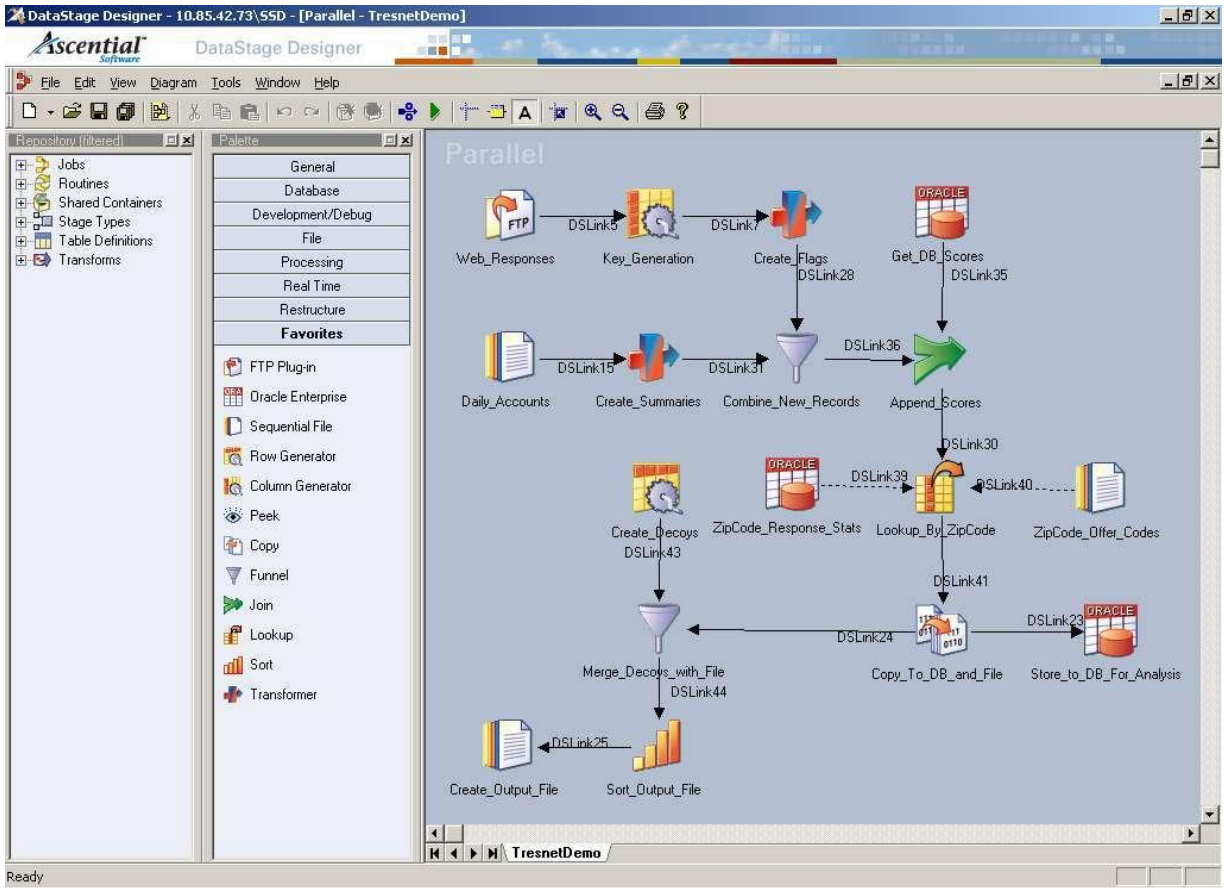 DataStage Designer - 10.85.42.73\SSD - [Parallel - TresnetDemo]
Ascential
Software
DataStage Designer
File Edit View Diagram Tools Window Help
A
Repository (filtered)
Jobs
Routines
Shared Containers
Stage Types
Table Definitions
Transforms
Palette
General
Database
Development/Debug
File
Processing
Real Time
Restructure
Favorites
FTP Plug-in
Oracle Enterprise
Sequential File
Row Generator
Column Generator
Peek
Copy
Funnel
Join
Lookup
Sort
Transformer
Parallel
FTP
DSLink5
DSLink7
ORACLE
Web_Responses
Key_Generation
Create_Flags
Get_DB_Scores
DSLink28
DSLink35
DSLink15
DSLink31
DSLink36
Daily_Accounts
Create_Summaries
Combine_New_Records
Append_Scores
DSLink30
ORACLE
DSLink39
DSLink40
Create_Decoys
ZipCode_Response_Stats
Lookup_By_ZipCode
ZipCode_Offer_Codes
DSLink43
DSLink41
ORACLE
DSLink24
DSLink23
Merge_Decoys_with_File
Copy_To_DB_and_File
Store_to_DB_For_Analysis
DSLink44
DSLink25
Create_Output_File
Sort_Output_File
TresnetDemo
Ready